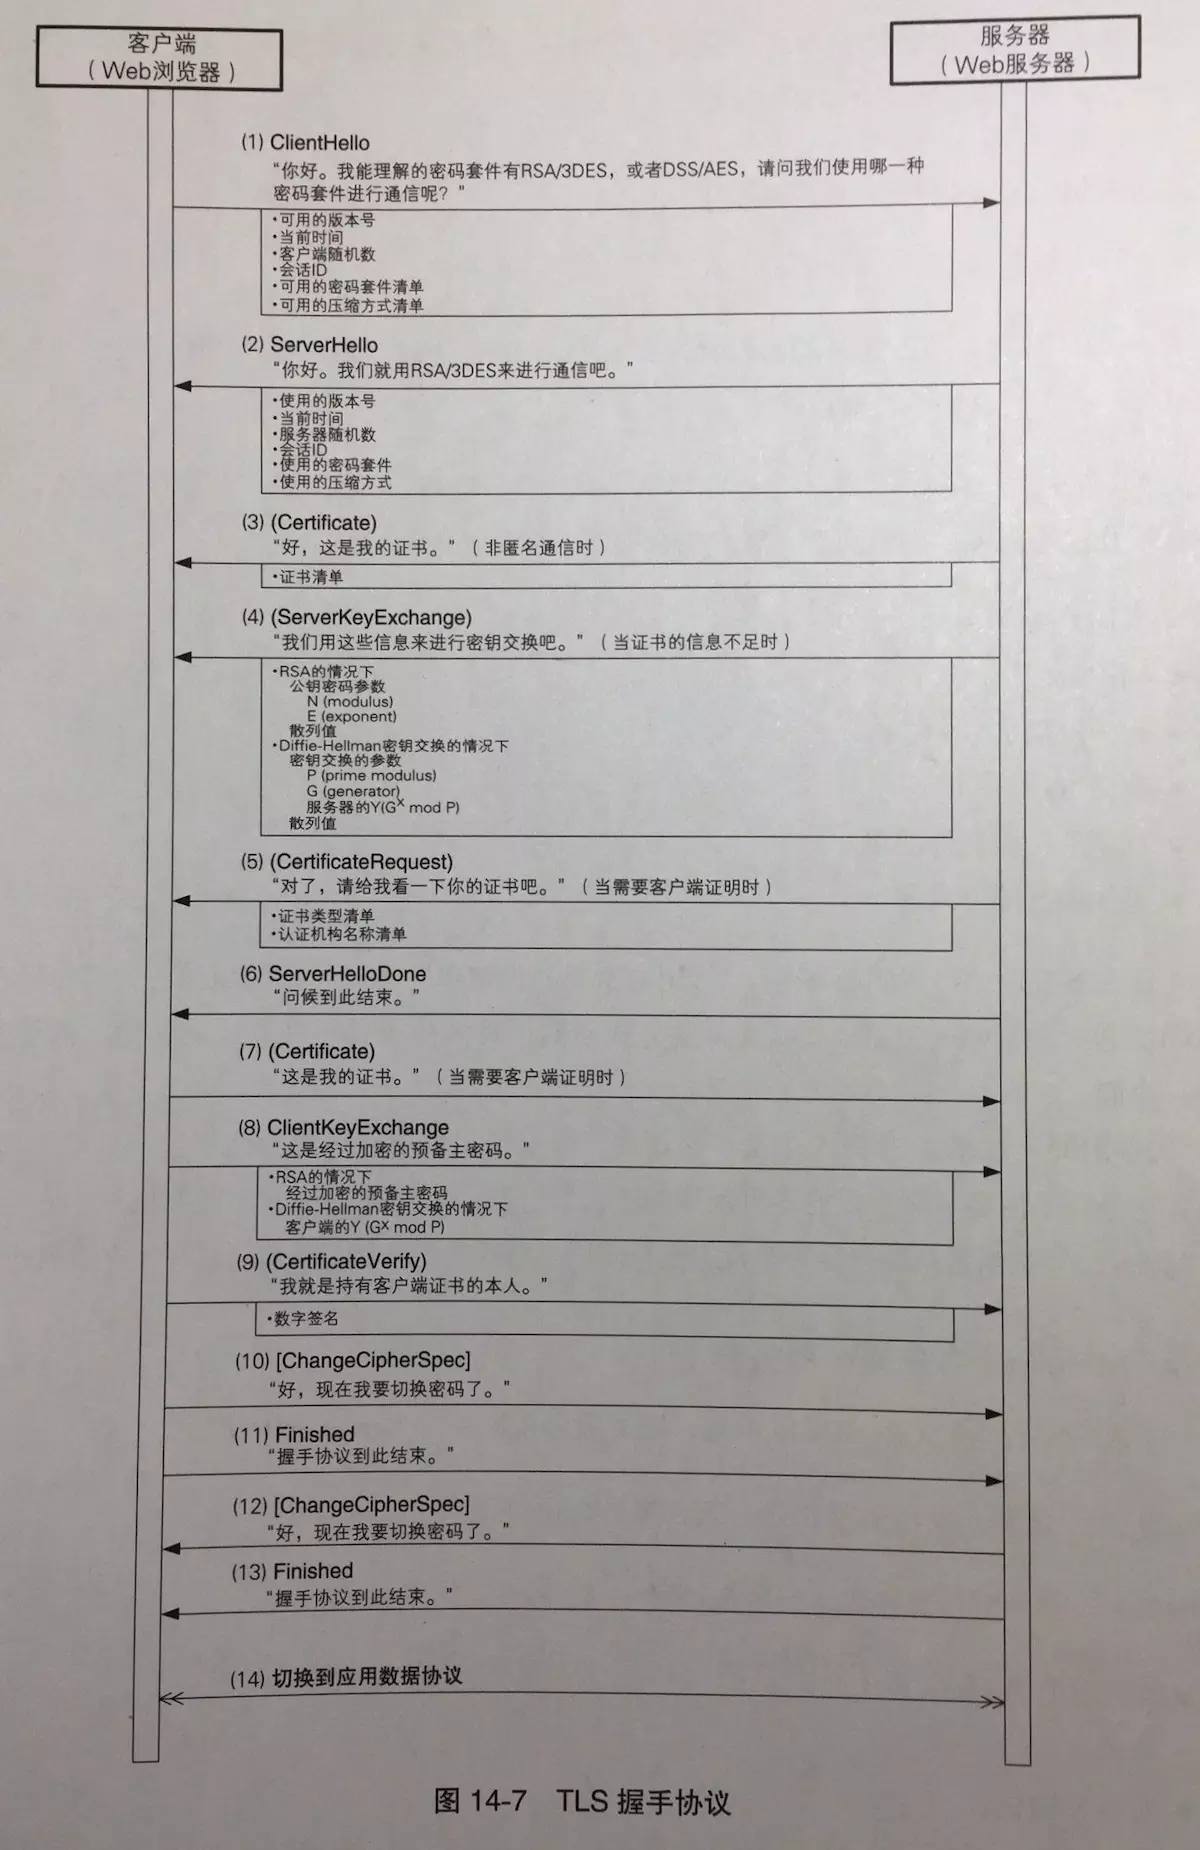 客户端
（Web浏览器）
服务器
（Web服务器）
(1) ClientHello
“你好。我能理解的密码套件有RSA/3DES，或者DSS/AES，请问我们使用哪一种
密码套件进行通信呢？”
·可用的版本号
·当前时间
·客户端随机数
·会话ID
·可用的密码套件清单
·可用的压缩方式清单
(2) ServerHello
“你好。我们就用RSA/3DES来进行通信吧。”
·使用的版本号
·当前时间
·服务器随机数
·会话ID
·使用的密码套件
·使用的压缩方式
(3) (Certificate)
“好，这是我的证书。”（非匿名通信时）
·证书清单
(4) (ServerKeyExchange)
“我们用这些信息来进行密钥交换吧。”（当证书的信息不足时）
·RSA的情况下
公钥密码参数
N (modulus)
E (exponent)
散列值
·Diffie-Hellman密钥交换的情况下
密钥交换的参数
P (prime modulus)
G (generator)
服务器的Y(G^X mod P)
散列值
(5) (CertificateRequest)
“对了，请给我看一下你的证书吧。”（当需要客户端证明时）
·证书类型清单
·认证机构名称清单
(6) ServerHelloDone
“问候到此结束。”
(7) (Certificate)
“这是我的证书。”（当需要客户端证明时）
(8) ClientKeyExchange
“这是经过加密的预备主密码。”
·RSA的情况下
经过加密的预备主密码
·Diffie-Hellman密钥交换的情况下
客户端的Y (G^X mod P)
(9) (CertificateVerify)
“我就是持有客户端证书的本人。”
·数字签名
(10) [ChangeCipherSpec]
“好，现在我要切换密码了。”
(11) Finished
“握手协议到此结束。”
(12) [ChangeCipherSpec]
“好，现在我要切换密码了。”
(13) Finished
“握手协议到此结束。”
(14) 切换到应用数据协议
图 14-7 TLS 握手协议